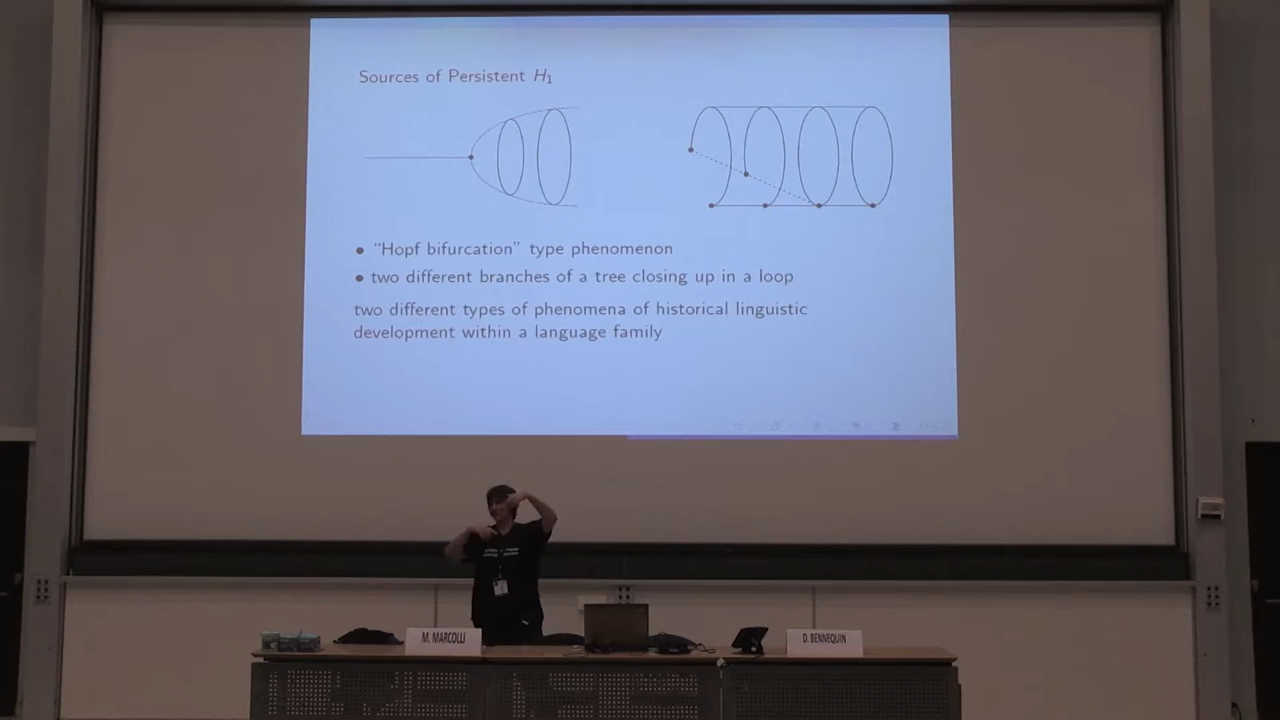 Sources of Persistent H₁
• “Hopf bifurcation” type phenomenon
• two different branches of a tree closing up in a loop
two different types of phenomena of historical linguistic
development within a language family
M. MARCOLLI
D. BENNEQUIN